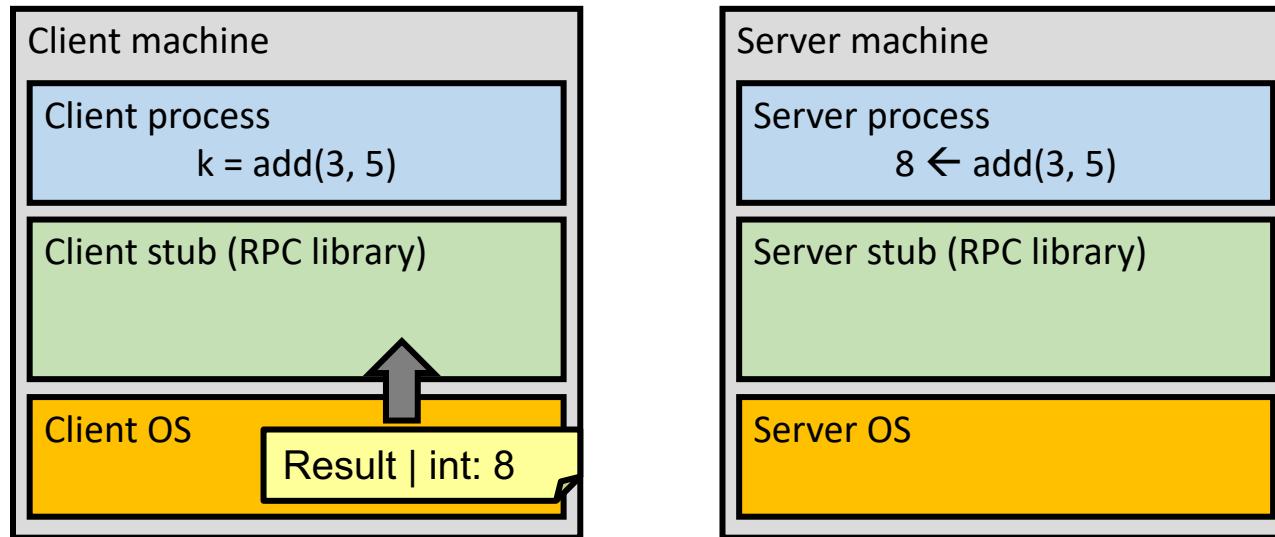 Client machine
Client process
k = add(3, 5)
Client stub (RPC library)
Client OS
Result | int: 8
Server machine
Server process
8 ← add(3, 5)
Server stub (RPC library)
Server OS